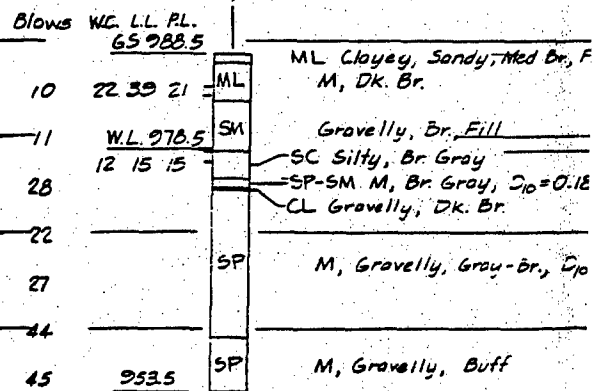 Blows W.C. L.L. P.L.
GS 988.5
ML Clayey, Sandy, Med Br., F
10 22 39 21 ML M, Dk. Br.
11 W.L. 978.5 SM Gravelly, Br. Fill
12 15 15 SC Silty, Br Gray
28 SP-SM M, Br. Gray, D10=0.18
CL Gravelly, Dk. Br.
22
27 SP M, Gravelly, Gray-Br., D10
44
45 953.5 SP M, Gravelly, Buff